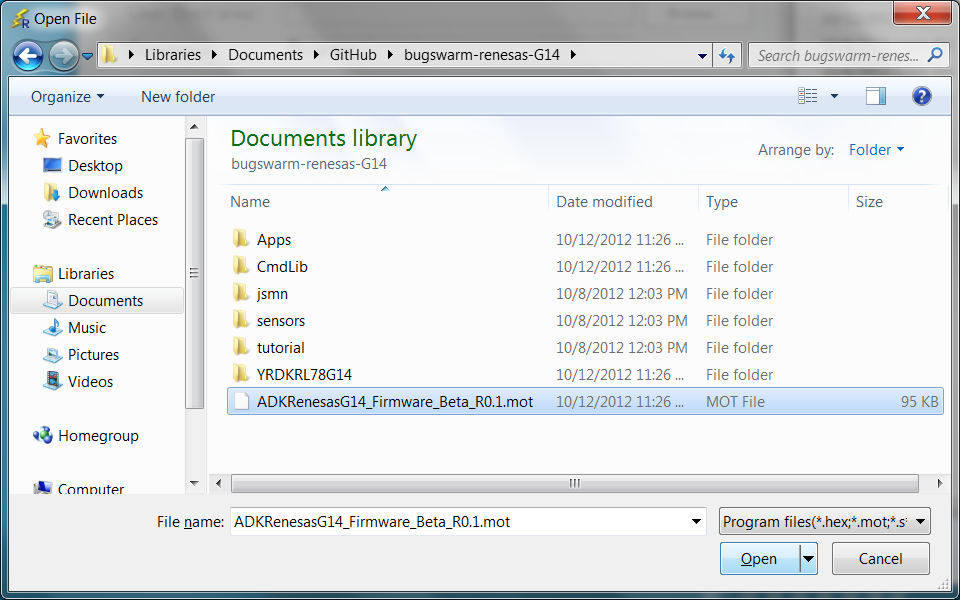 Open File
Libraries Documents GitHub bugswarm-renesas-G14
Search bugswarm-renes...
Organize New folder
Favorites
Desktop
Downloads
Recent Places
Libraries
Documents
Music
Pictures
Videos
Homegroup
Computer
Documents library
bugswarm-renesas-G14
Arrange by: Folder
Name Date modified Type Size
Apps 10/12/2012 11:26 ... File folder
CmdLib 10/12/2012 11:26 ... File folder
jsmn 10/8/2012 12:03 PM File folder
sensors 10/8/2012 12:03 PM File folder
tutorial 10/8/2012 12:03 PM File folder
YRDKRL78G14 10/12/2012 11:26 ... File folder
ADKRenesasG14_Firmware_Beta_R0.1.mot 10/12/2012 11:26 ... MOT File 95 KB
File name: ADKRenesasG14_Firmware_Beta_R0.1.mot
Program files(*.hex;*.mot;*.s
Open Cancel